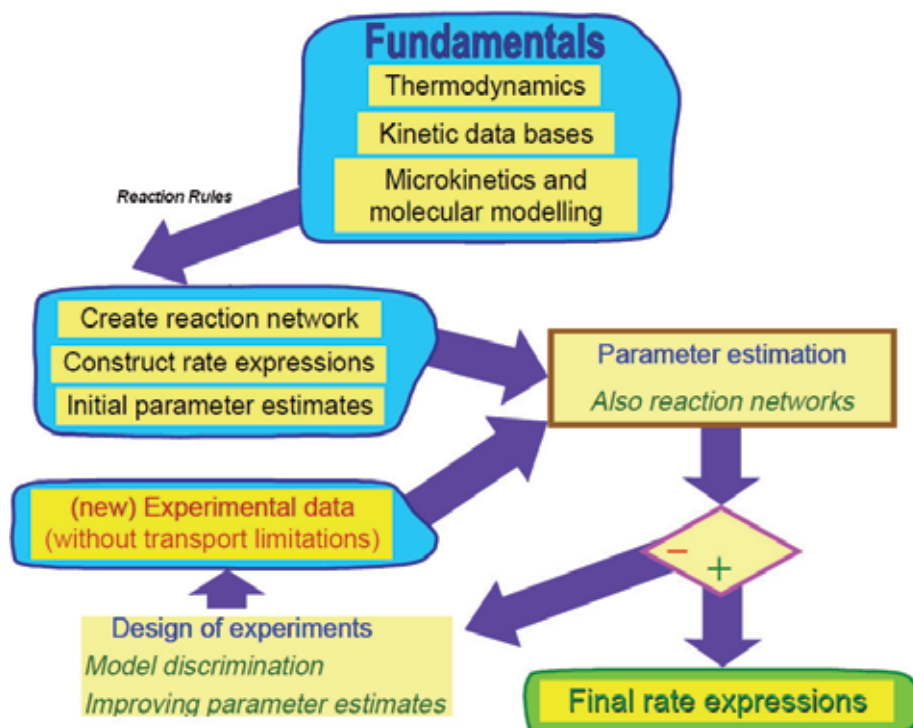 Fundamentals
Thermodynamics
Kinetic data bases
Microkinetics and
molecular modelling
Reaction Rules
Create reaction network
Construct rate expressions
Initial parameter estimates
Parameter estimation
Also reaction networks
(new) Experimental data
(without transport limitations)
− +
Design of experiments
Model discrimination
Improving parameter estimates
Final rate expressions